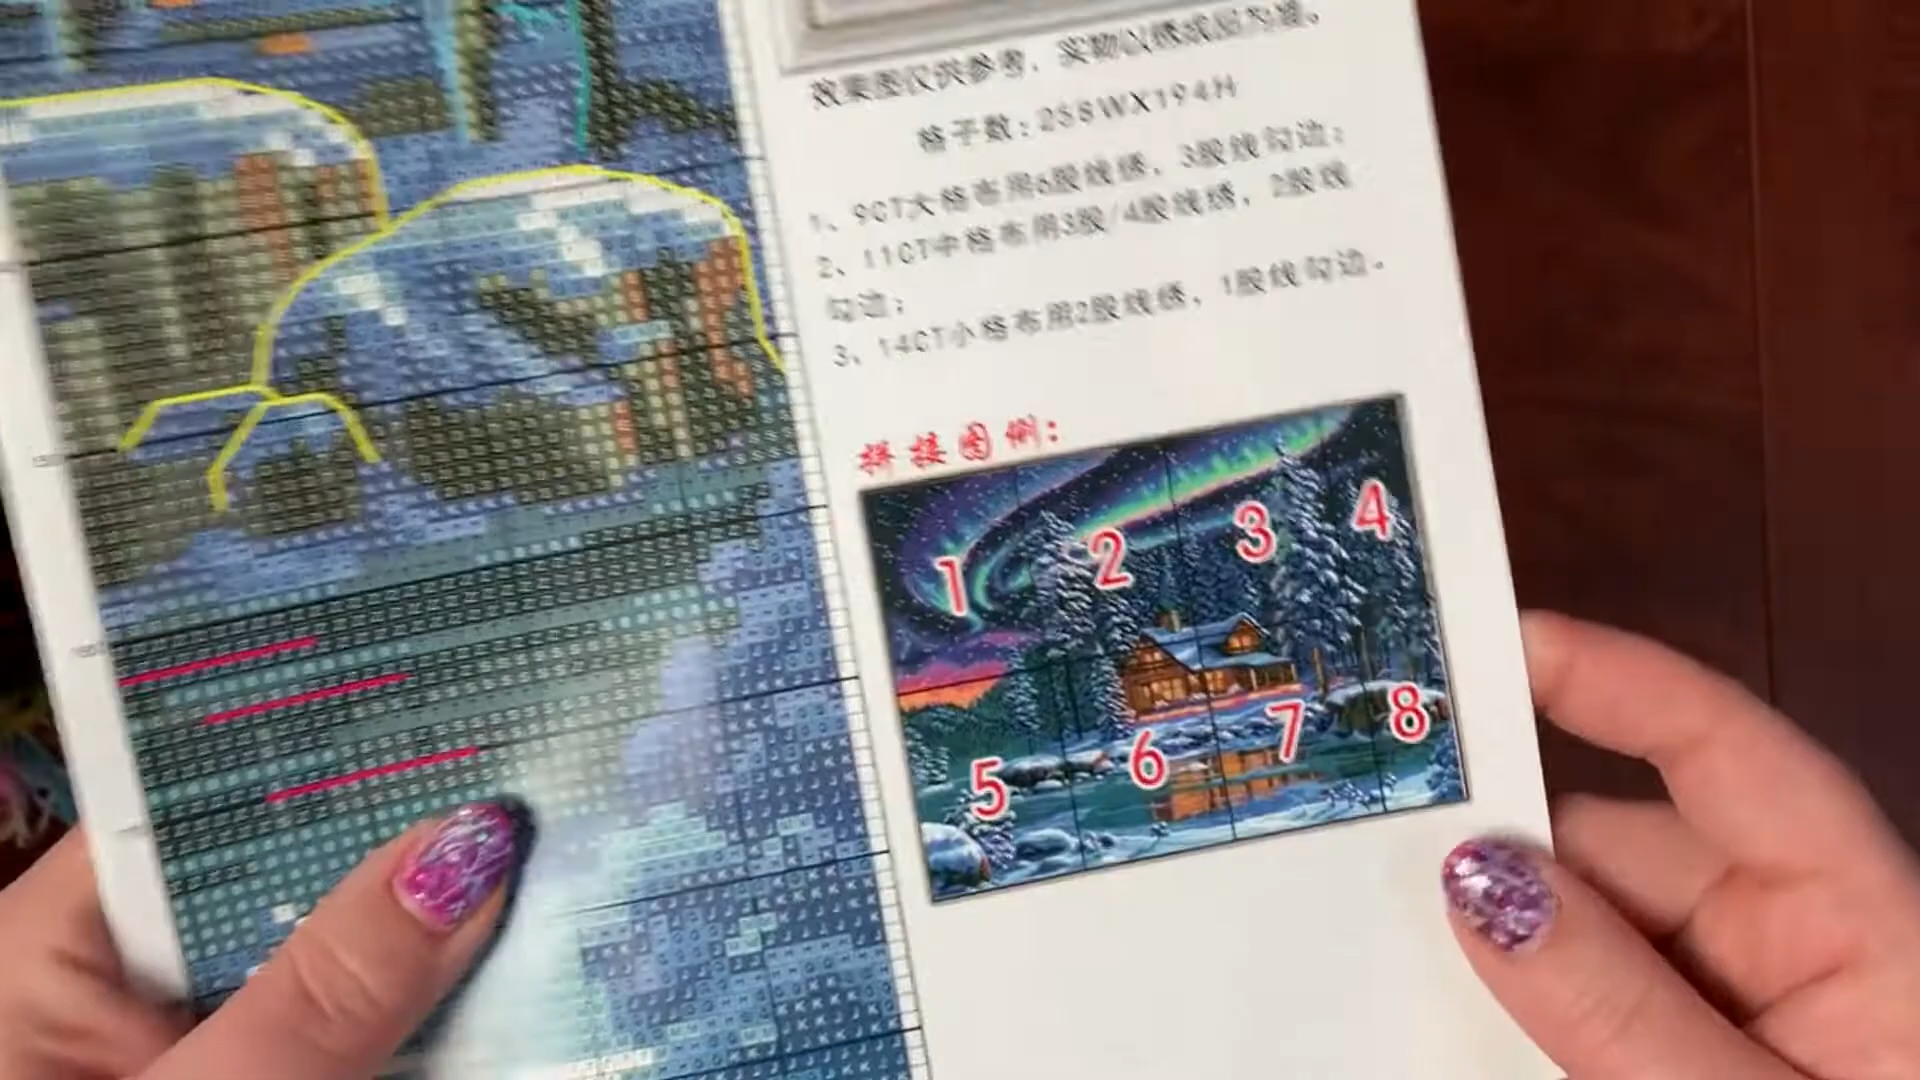 效果图仅供参考，实物以绣成品为准。
格子数：258WX194H
1、9CT大格布用6股线绣，3股线勾边；
2、11CT中格布用3股/4股线绣，2股线
勾边；
3、14CT小格布用2股线绣，1股线勾边。
拼接图例：
1 2 3 4
5 6 7 8